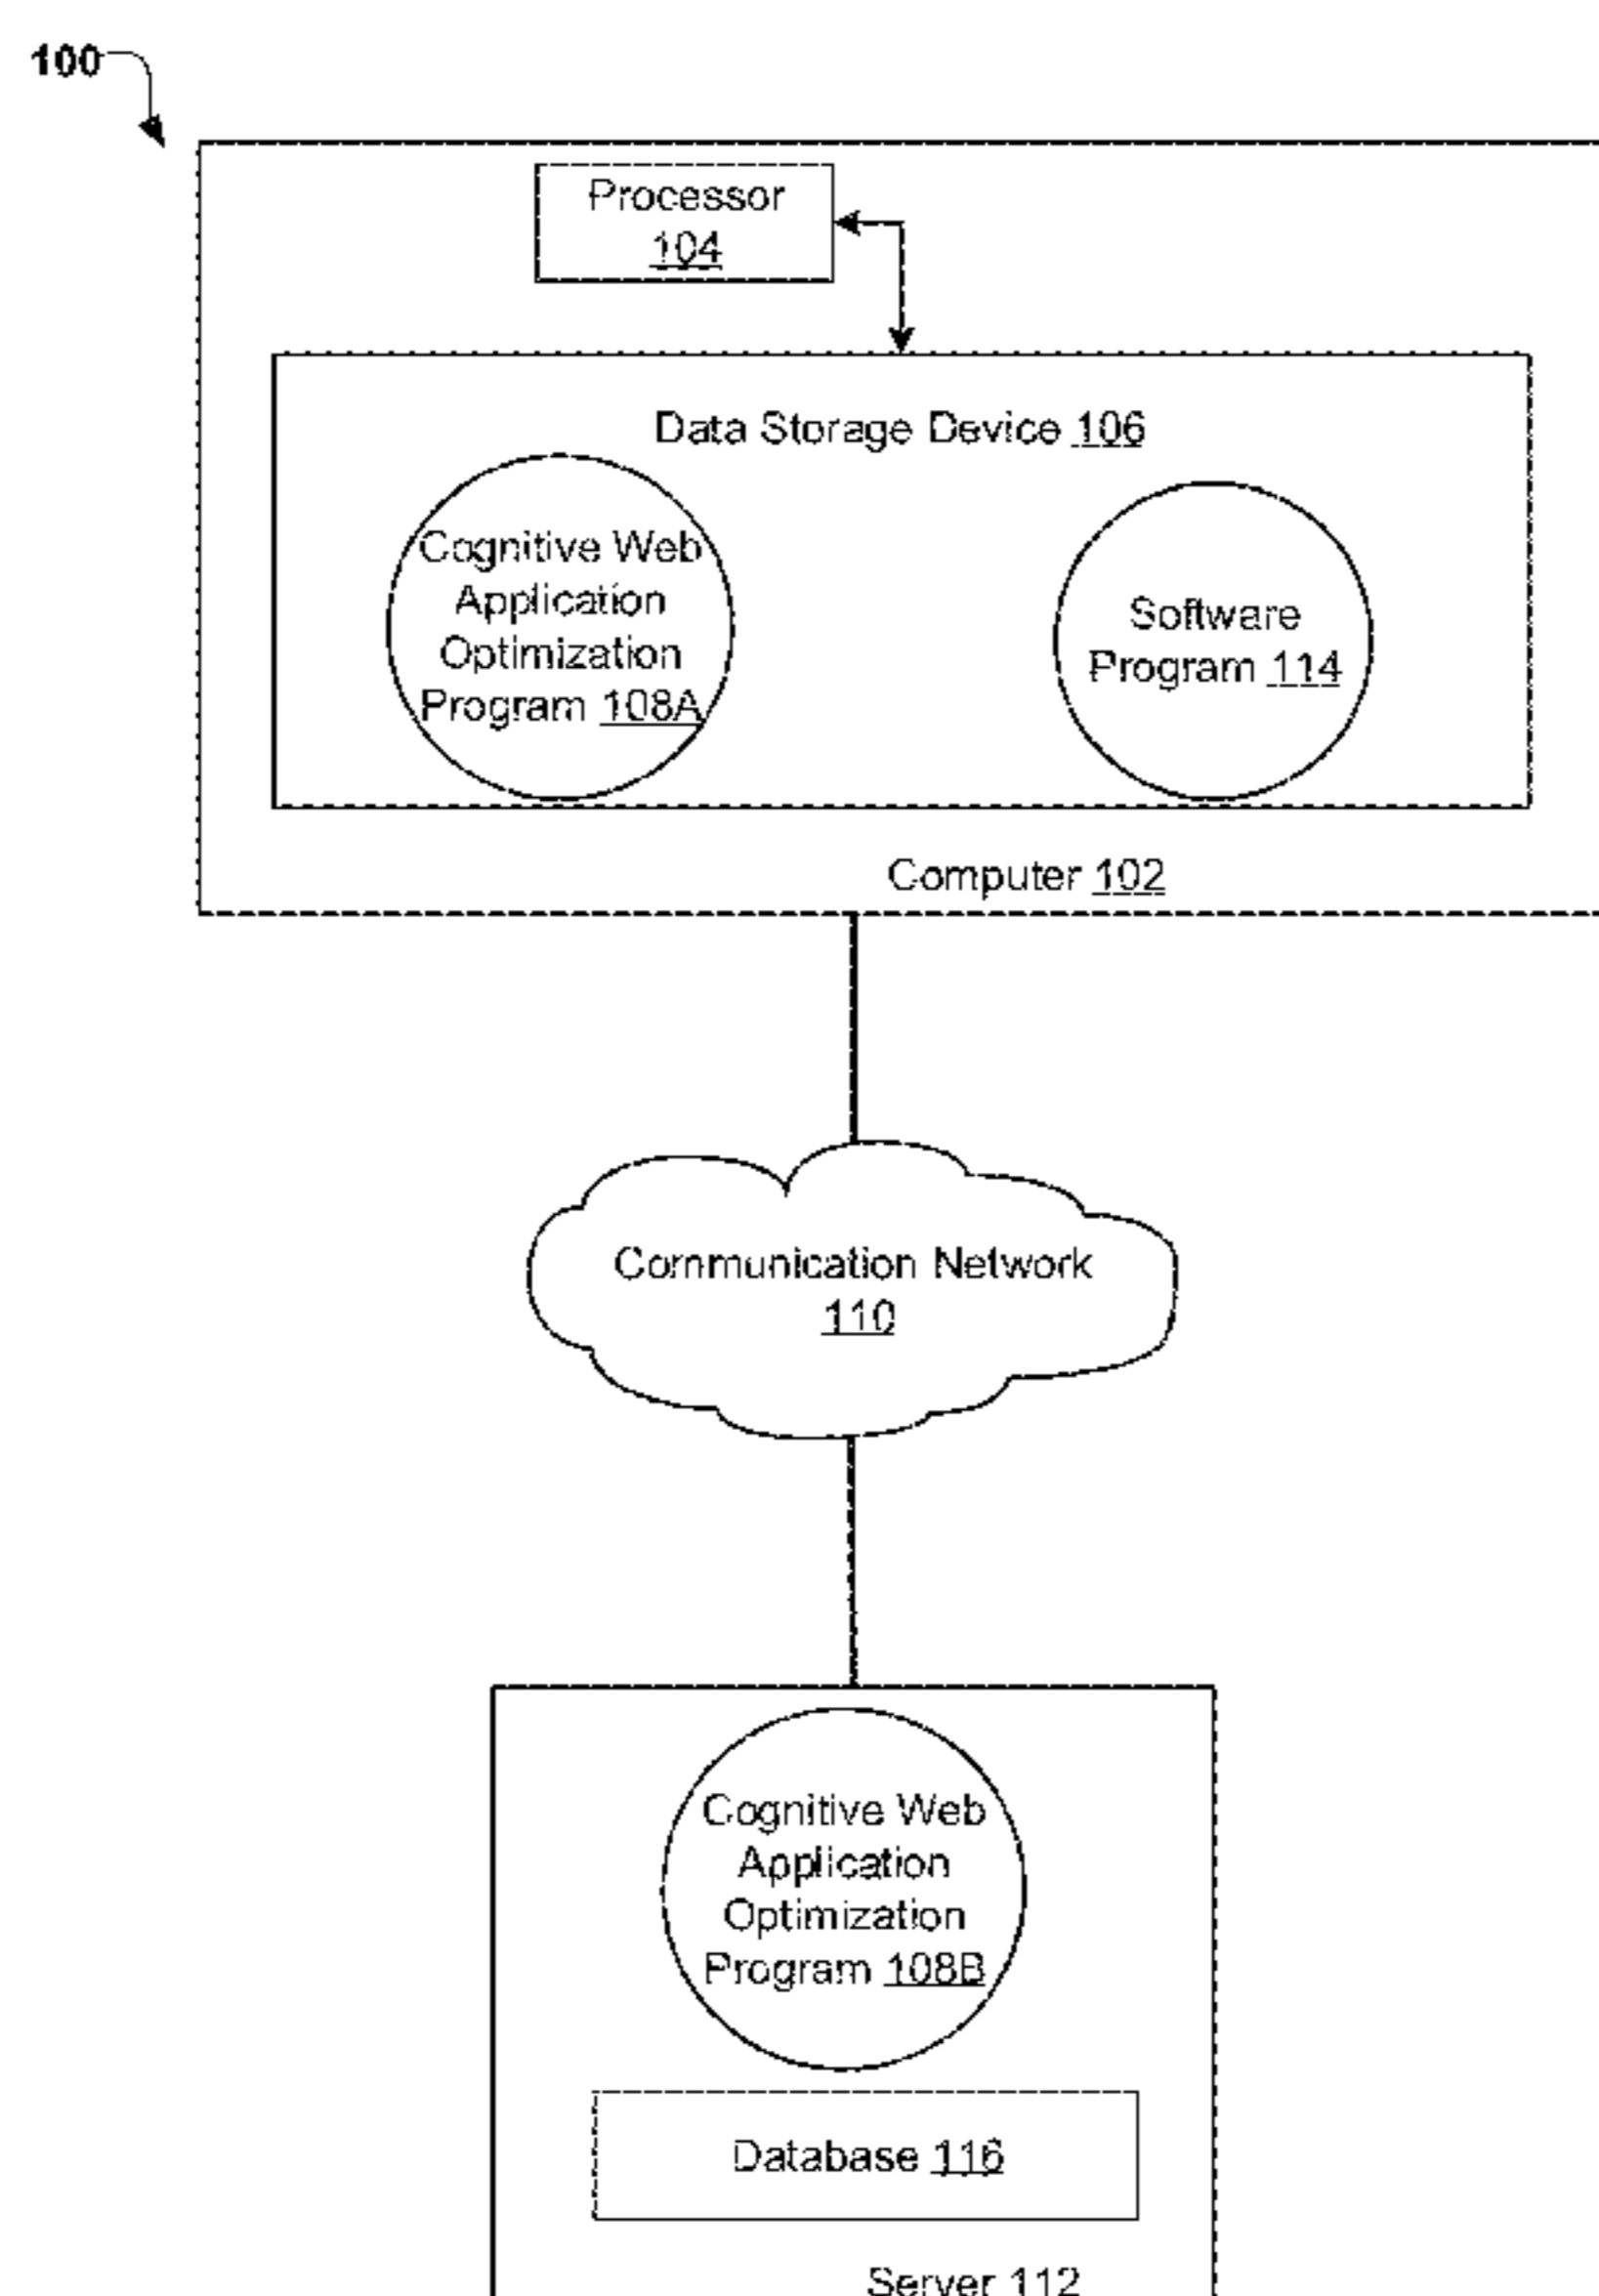 100
Processor
104
Data Storage Device 106
Cognitive Web
Application
Optimization
Program 108A
Software
Program 114
Computer 102
Communication Network
110
Cognitive Web
Application
Optimization
Program 108B
Database 116
Server 112